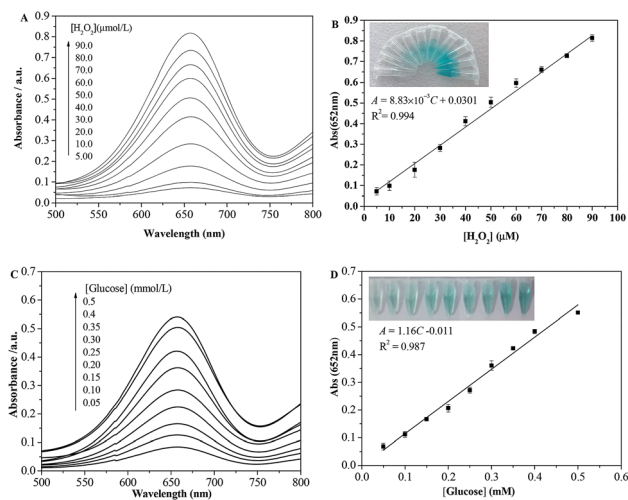 A
[H₂O₂](μmol/L)
90.0
80.0
70.0
60.0
50.0
40.0
30.0
20.0
10.0
5.00
Absorbance / a.u.
0.9
0.8
0.7
0.6
0.5
0.4
0.3
0.2
0.1
0.0
500 550 600 650 700 750 800
Wavelength (nm)
B
A = 8.83×10⁻³C + 0.0301
R² = 0.994
Abs(652nm)
0.9
0.8
0.7
0.6
0.5
0.4
0.3
0.2
0.1
0.0
0 10 20 30 40 50 60 70 80 90 100
[H₂O₂] (μM)
C
[Glucose] (mmol/L)
0.5
0.4
0.35
0.30
0.25
0.20
0.15
0.10
0.05
Absorbance /a.u.
0.7
0.6
0.5
0.4
0.3
0.2
0.1
0.0
500 550 600 650 700 750 800
Wavelength (nm)
D
A = 1.16C -0.011
R² = 0.987
Abs (652nm)
0.7
0.6
0.5
0.4
0.3
0.2
0.1
0.0
0.0 0.1 0.2 0.3 0.4 0.5 0.6
[Glucose] (mM)